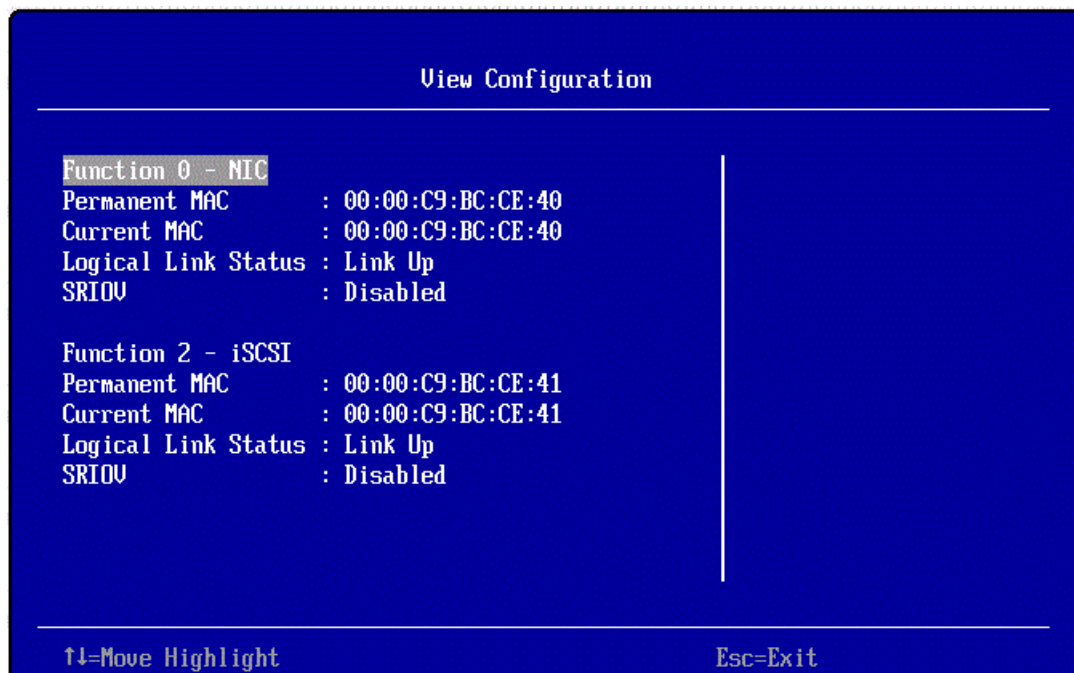 View Configuration
Function 0 - NIC
Permanent MAC : 00:00:C9:BC:CE:40
Current MAC : 00:00:C9:BC:CE:40
Logical Link Status : Link Up
SRIOV : Disabled
Function 2 - iSCSI
Permanent MAC : 00:00:C9:BC:CE:41
Current MAC : 00:00:C9:BC:CE:41
Logical Link Status : Link Up
SRIOV : Disabled
↑↓=Move Highlight Esc=Exit